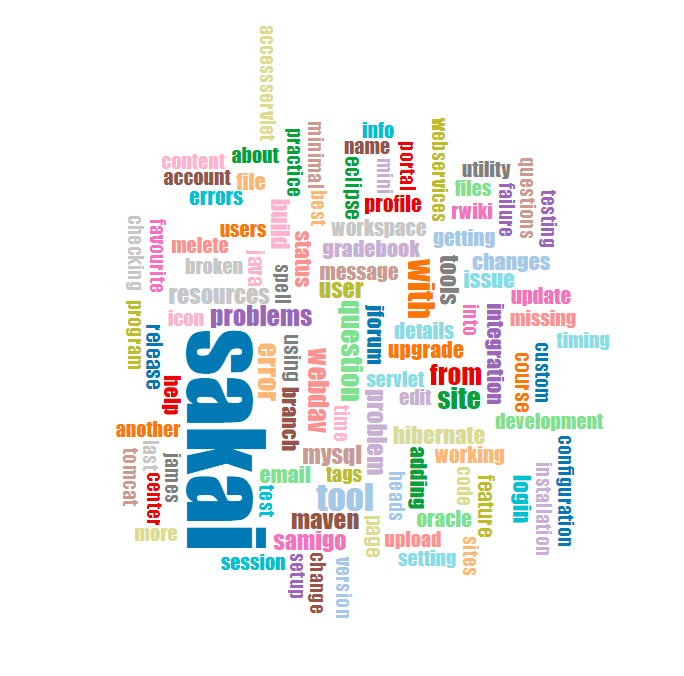 accesservlet
info
content
about
practice
minimal
name
eclipse
mini
portal
webservices
utility
questions
account
file
best
profile
files
failure
testing
errors
rwiki
checking
favourite
melete
users
build
status
workspace
gradebook
getting
broken
java
spell
message
with
tools
changes
issue
resources
user
update
icon
problems
question
jforum
details
into
integration
missing
program
release
sakai
error
using
webdav
upgrade
timing
help
branch
time
servlet
from
course
custom
edit
site
another
problem
development
hibernate
last
james
mysql
working
tomcat
center
email
test
tags
heads
adding
code
feature
login
installation
configuration
tool
more
maven
page
oracle
samigo
upload
sites
session
setup
change
version
setting